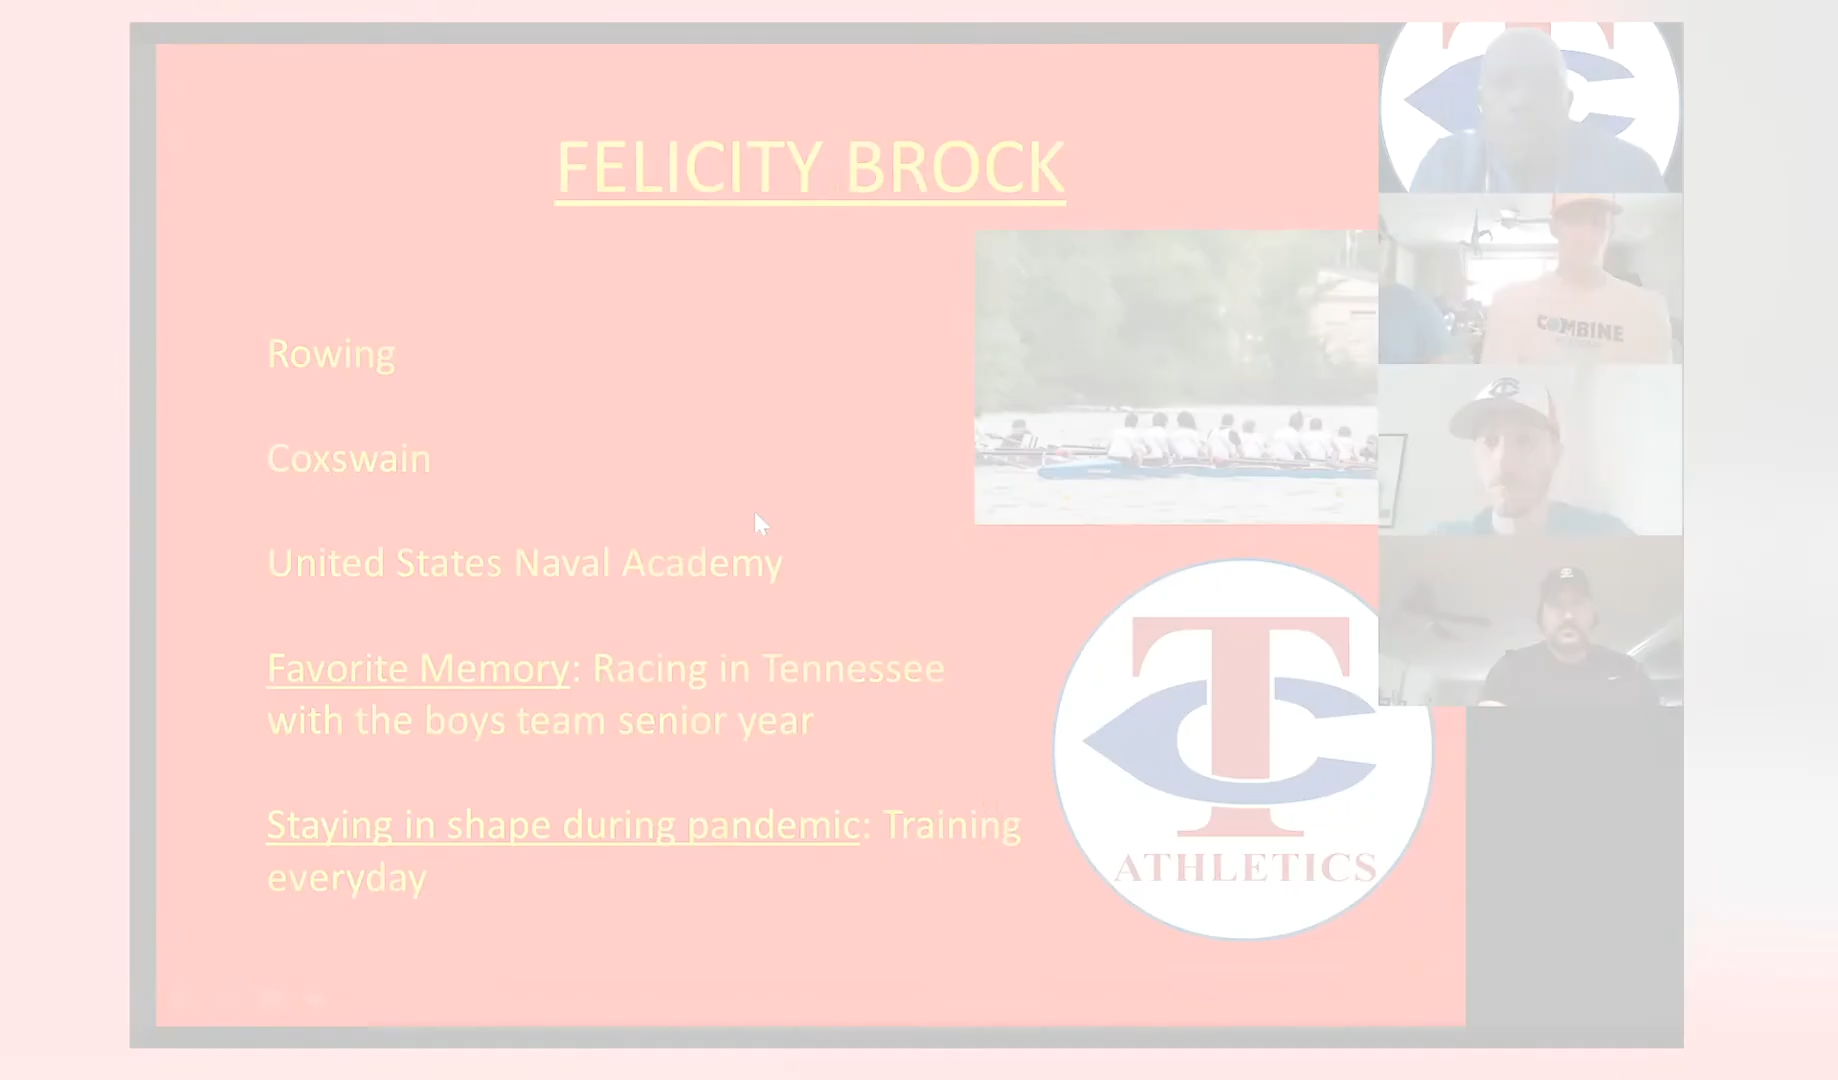 FELICITY BROCK
Rowing
Coxswain
United States Naval Academy
Favorite Memory: Racing in Tennessee
with the boys team senior year
Staying in shape during pandemic: Training
everyday
TC
ATHLETICS
COMBINE